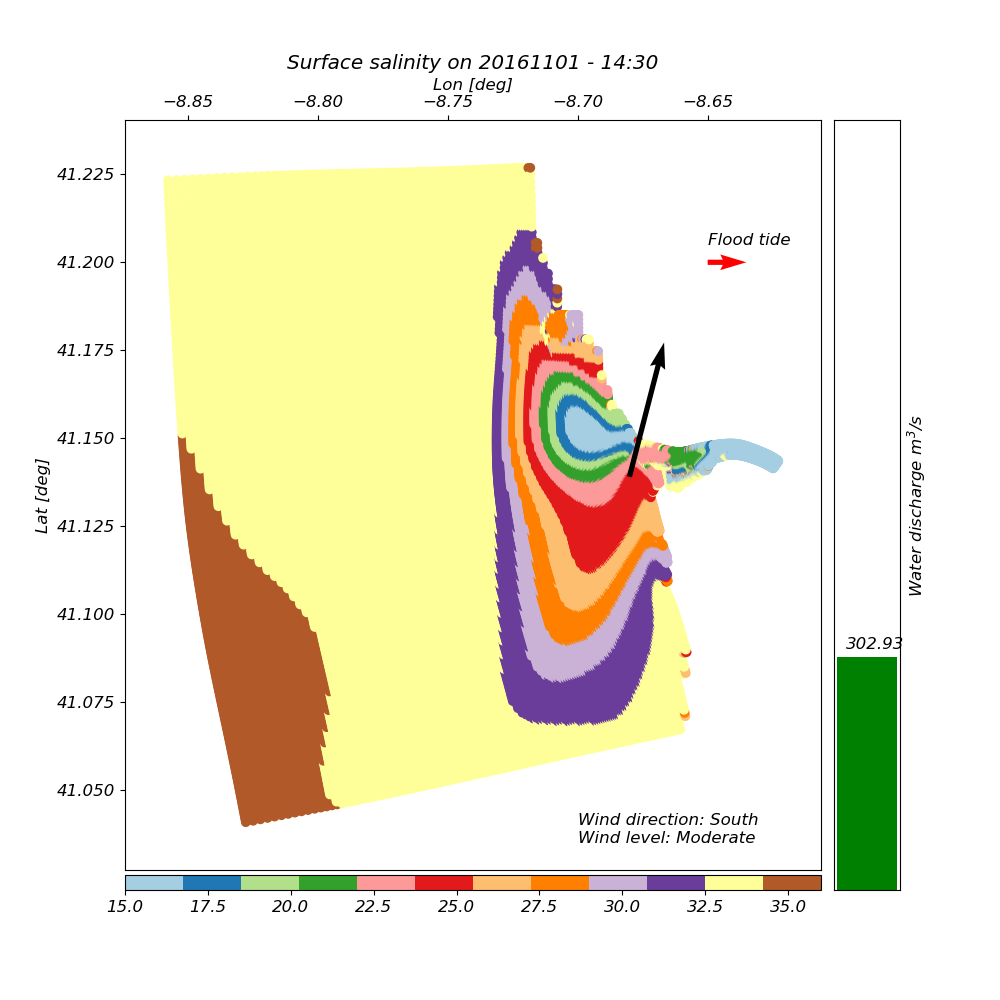 Surface salinity on 20161101 - 14:30
Lon [deg]
−8.85 −8.80 −8.75 −8.70 −8.65
41.225
Flood tide
41.200
41.175
41.150
41.125
41.100
41.075
41.050
Lat [deg]
Water discharge m³/s
302.93
Wind direction: South
Wind level: Moderate
15.0 17.5 20.0 22.5 25.0 27.5 30.0 32.5 35.0